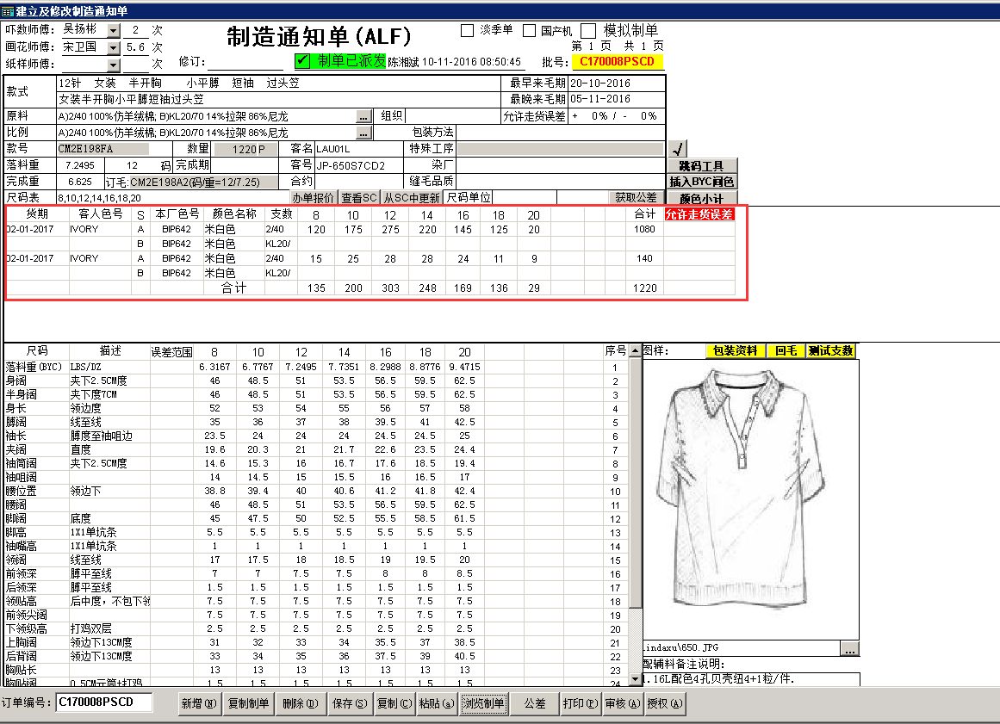 建立及修改制造通知单
吓数师傅: 吴扬彬 2 次
画花师傅: 宋卫国 5.6 次
纸样师傅: 次
制造通知单(ALF)
淡季单 国产机 模拟制单
第 1 页 共 1 页
修订: 制单已派发 陈湘斌 10-11-2016 08:50:45 批号: C170008PSCD
款式 12针 女装 半开胸 小平膊 短袖 过头笠 最早来毛期 20-10-2016
女装半开胸小平膊短袖过头笠 最晚来毛期 05-11-2016
原料 A)2/40 100%仿羊绒棉; B)KL20/70 14%拉架 86%尼龙 ... 组织 允许走货误差 + 0% / - 0%
比例 A)2/40 100%仿羊绒棉; B)KL20/70 14%拉架 86%尼龙 ... 包装方法
款号 CM2E198FA 数量 1220 P 客名 LAU01L 特殊工序 √
落料重 7.2495 12 码 完成期 客号 JP-650S7CD2 染厂 跳码工具
完成重 6.625 订毛: CM2E198A2(码/重=12/7.25) 合约 缝毛品质 插入BYC间色
尺码表 8,10,12,14,16,18,20 办单报价 查看SC 从SC中更新 尺码单位 获取公差 颜色小计
货期 客人色号 S 本厂色号 颜色名称 支数 8 10 12 14 16 18 20 合计 允许走货误差
02-01-2017 IVORY A BIP642 米白色 2/40 120 175 275 220 145 125 20 1080
B BIP642 米白色 KL20/
02-01-2017 IVORY A BIP642 米白色 2/40 15 25 28 28 24 11 9 140
B BIP642 米白色 KL20/
合计 135 200 303 248 169 136 29 1220
尺码 描述 误差范围 8 10 12 14 16 18 20 序号 图样: 包装资料 回毛 测试支数
落料重(BYC) LBS/DZ 6.3167 6.7767 7.2495 7.7351 8.2988 8.8776 9.4715 1
身阔 夹下2.5CM度 46 48.5 51 53.5 56.5 59.5 62.5 2
半身阔 夹下度7CM 46 48.5 51 53.5 56.5 59.5 62.5 3
身长 领边度 52 53 54 55 56 57 58 4
膊阔 线至线 35 36 37 38 39.5 41 42.5 5
袖长 膊度至袖咀边 23.5 24 24 24 24.5 24.5 25 6
夹阔 直度 19.6 20.3 21 21.7 22.6 23.5 24.4 7
袖筒阔 夹下2.5CM度 14.6 15.3 16 16.7 17.6 18.5 19.4 8
袖咀阔 14 14.5 15 15.5 16 16.5 17 9
腰位置 领边下 38.8 39.4 40 40.6 41.2 41.8 42.4 10
腰阔 46 48.5 51 53.5 56.5 59.5 62.5 11
脚阔 底度 45 47.5 50 52.5 55.5 58.5 61.5 12
脚高 1X1单坑条 5.5 5.5 5.5 5.5 5.5 5.5 5.5 13
袖嘴高 1X1单坑条 1 1 1 1 1 1 1 14
领阔 线至线 17 17.5 18 18.5 19 19.5 20 15
前领深 膊平至线 7 7 7.5 7.5 8 8 8.5 16
后领深 膊平至线 1.5 1.5 1.5 1.5 1.5 1.5 1.5 17
领贴高 后中度，不包下领 7.5 7.5 7.5 7.5 7.5 7.5 7.5 18
前领尖阔 7.5 7.5 7.5 7.5 7.5 7.5 7.5 19
下领级高 打鸡双层 2.5 2.5 2.5 2.5 2.5 2.5 2.5 20
上胸阔 领边下13CM度 31 32 33 34 35.5 37 38.5 21
后背阔 领边下13CM度 33 34 35 36 37.5 39 40.5 22
胸贴长 13 13 13 13 13 13 13 23
胸贴阔 0.5CM元筒+打鸡 1.5 1.5 1.5 1.5 1.5 1.5 1.5 24
indaxu\650.JPG ...
配辅料备注说明:
1.16L配色4孔贝壳纽4+1粒/件.
订单编号: C170008PSCD 新增(N) 复制制单 删除(D) 保存(S) 复制(C) 粘贴(a) 浏览制单 公差 打印(P) 审核(A) 授权(A)